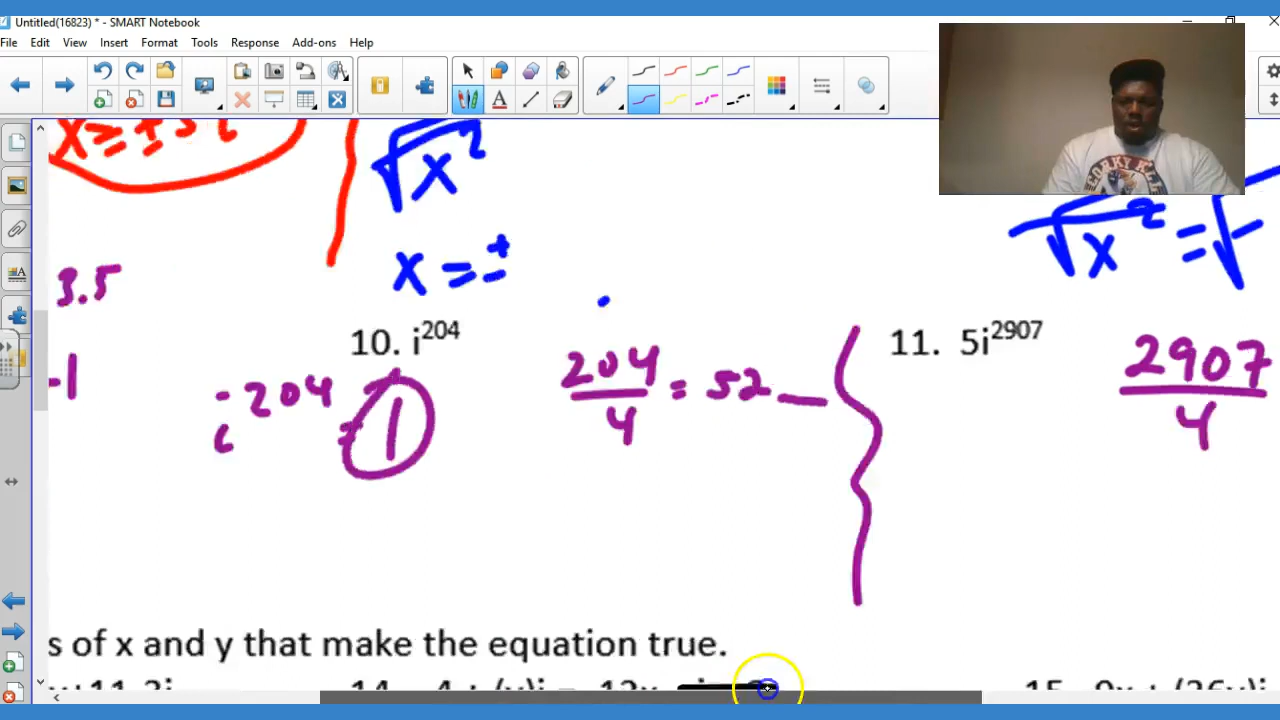 Untitled(16823) * - SMART Notebook
File Edit View Insert Format Tools Response Add-ons Help
CORKY KELL
√x²
x = ±
√x² = √-
3.5
-1
10. i^204
i^204 = 1
204/4 = 52
11. 5i^2907
2907/4
s of x and y that make the equation true.